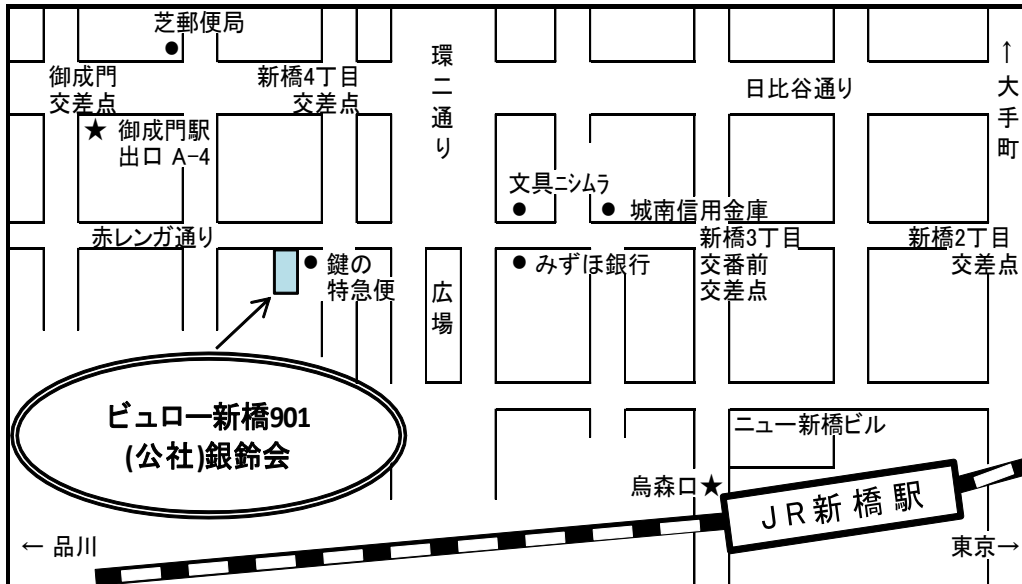 芝郵便局
御成門
交差点
新橋4丁目
交差点
環二通り
日比谷通り
↑大手町
★ 御成門駅
出口 A-4
文具ニシムラ
城南信用金庫
赤レンガ通り
新橋3丁目
交番前
交差点
新橋2丁目
交差点
鍵の
特急便
広場
みずほ銀行
ビュロー新橋901
(公社)銀鈴会
ニュー新橋ビル
烏森口★
JR新橋駅
← 品川
東京→